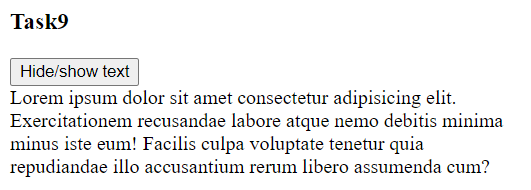 Task9
Hide/show text
Lorem ipsum dolor sit amet consectetur adipisicing elit.
Exercitationem recusandae labore atque nemo debitis minima
minus iste eum! Facilis culpa voluptate tenetur quia
repudiandae illo accusantium rerum libero assumenda cum?